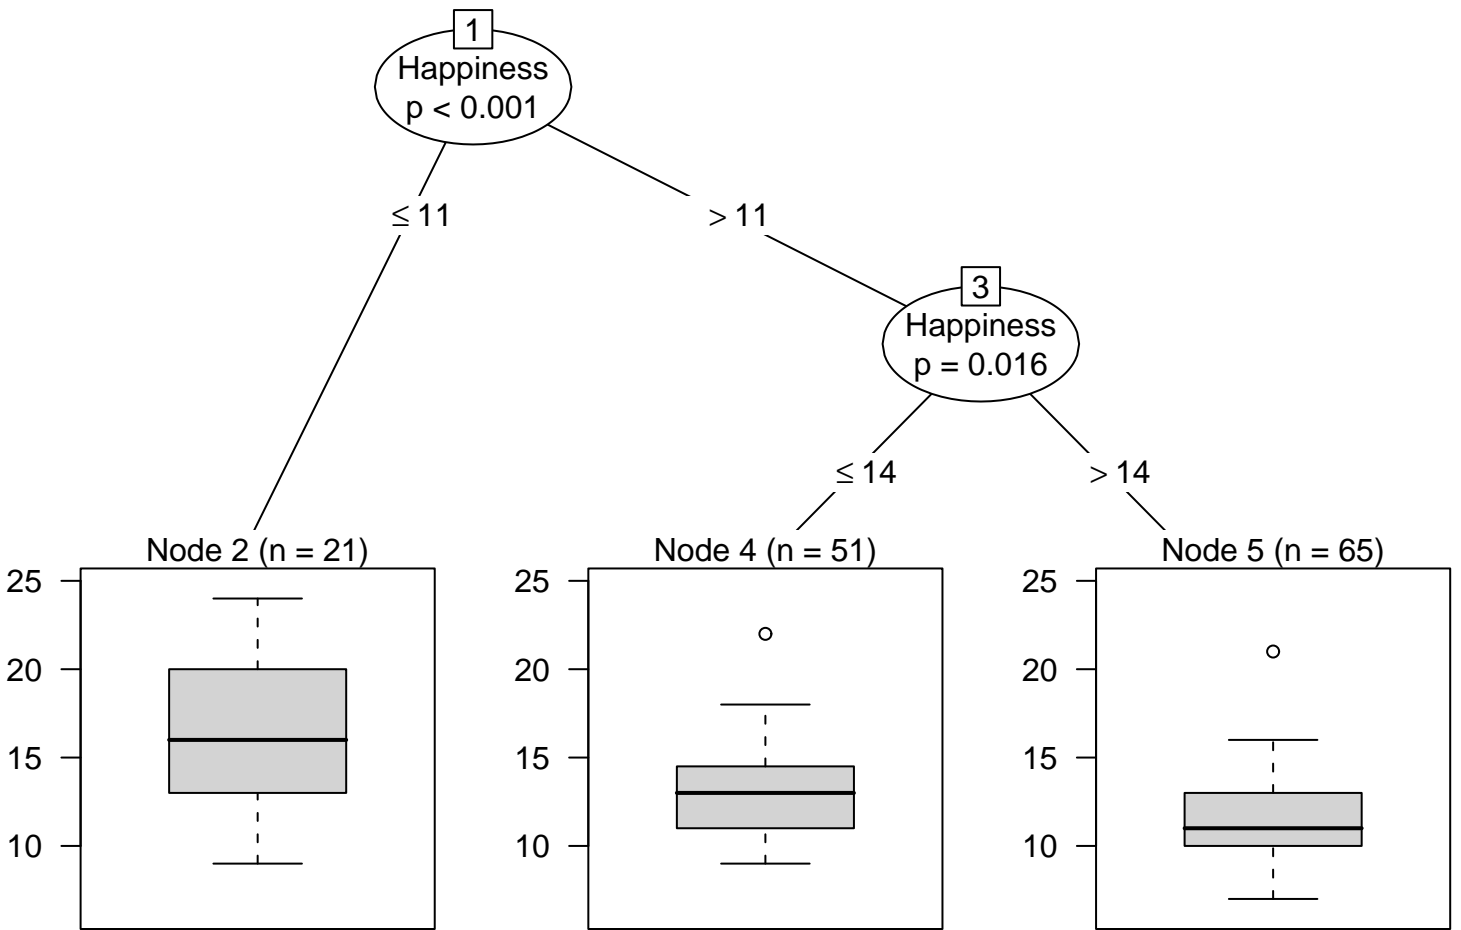 1
Happiness
p < 0.001
≤ 11
> 11
3
Happiness
p = 0.016
≤ 14
> 14
Node 2 (n = 21)
25
20
15
10
Node 4 (n = 51)
25
20
15
10
Node 5 (n = 65)
25
20
15
10